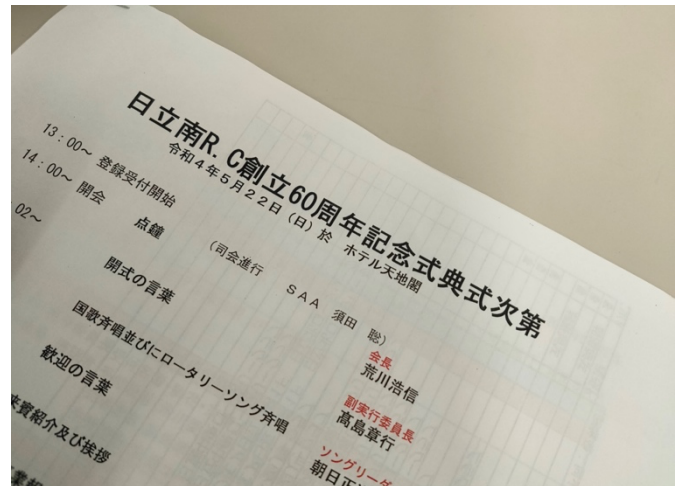 日立南R.C創立60周年記念式典式次第
令和4年5月22日（日）於　ホテル天地閣
13：00～ 登録受付開始
14：00～ 開会　（司会進行　SAA　須田　聡）
02～　点鐘　会長　荒川浩信
開式の言葉　副実行委員長　髙島章行
国歌斉唱並びにロータリーソング斉唱　ソングリーダ
朝日正
歓迎の言葉
来賓紹介及び挨拶